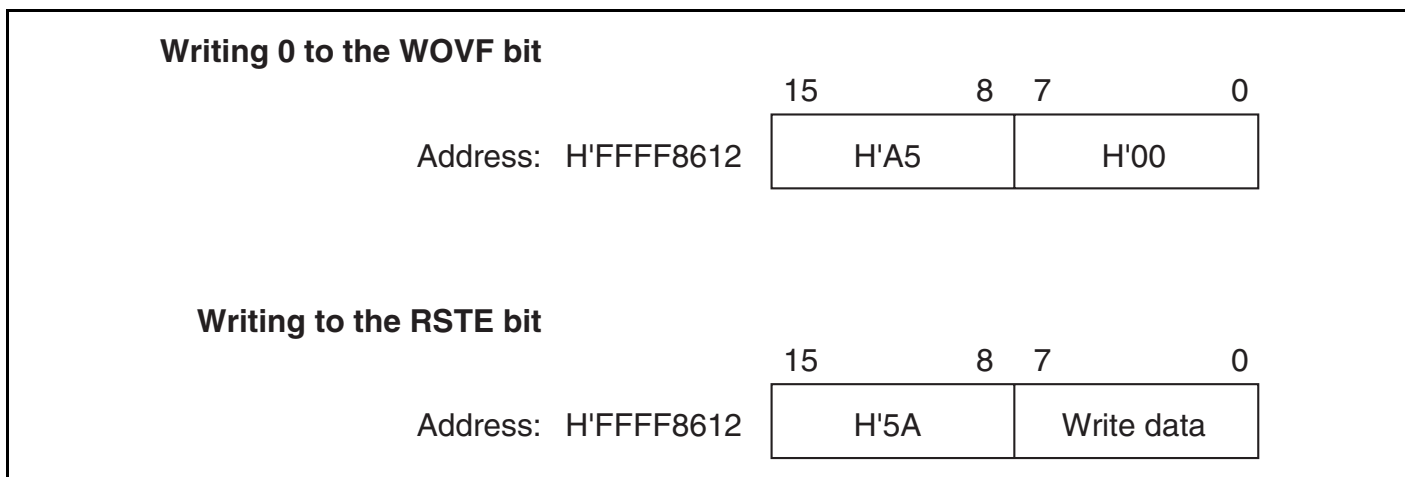 Writing 0 to the WOVF bit
15 8 7 0
Address: H'FFFF8612 H'A5 H'00
Writing to the RSTE bit
15 8 7 0
Address: H'FFFF8612 H'5A Write data